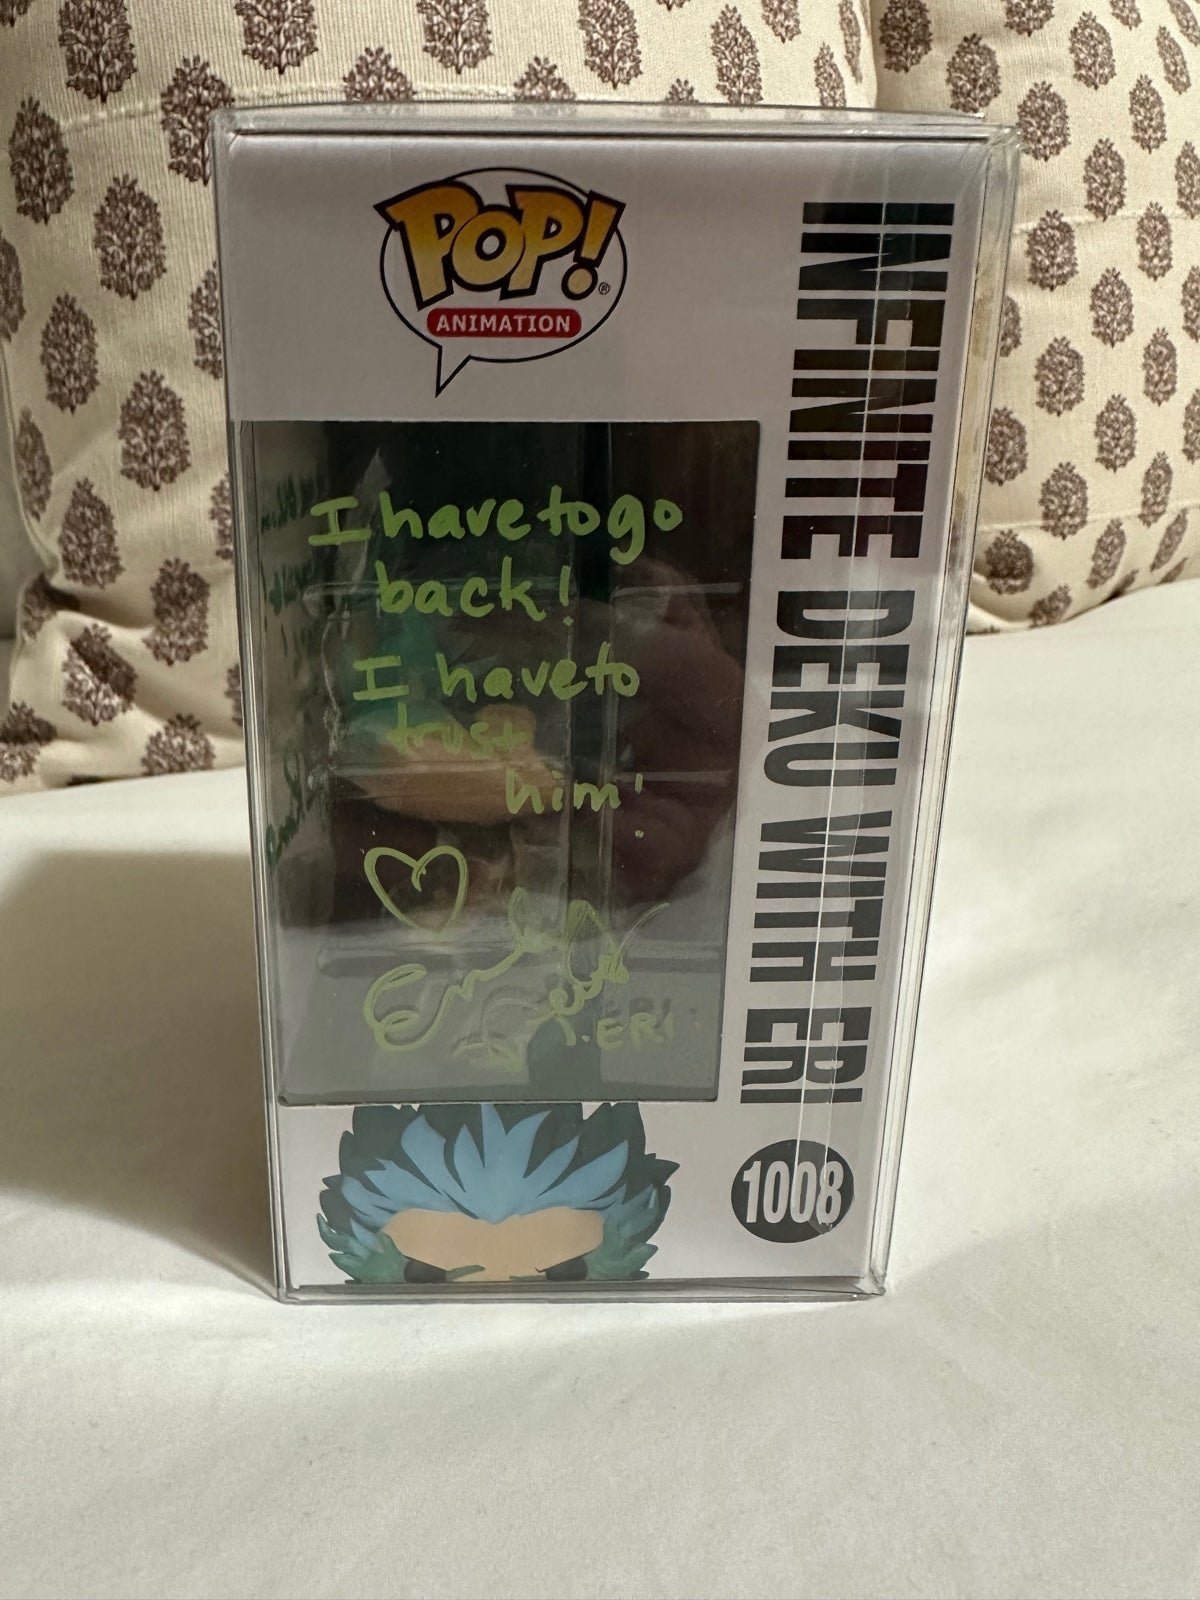 POP!®
ANIMATION
I have to go
back!
I have to
trust
him!
ERI
INFINITE DEKU WITH ERI
1008